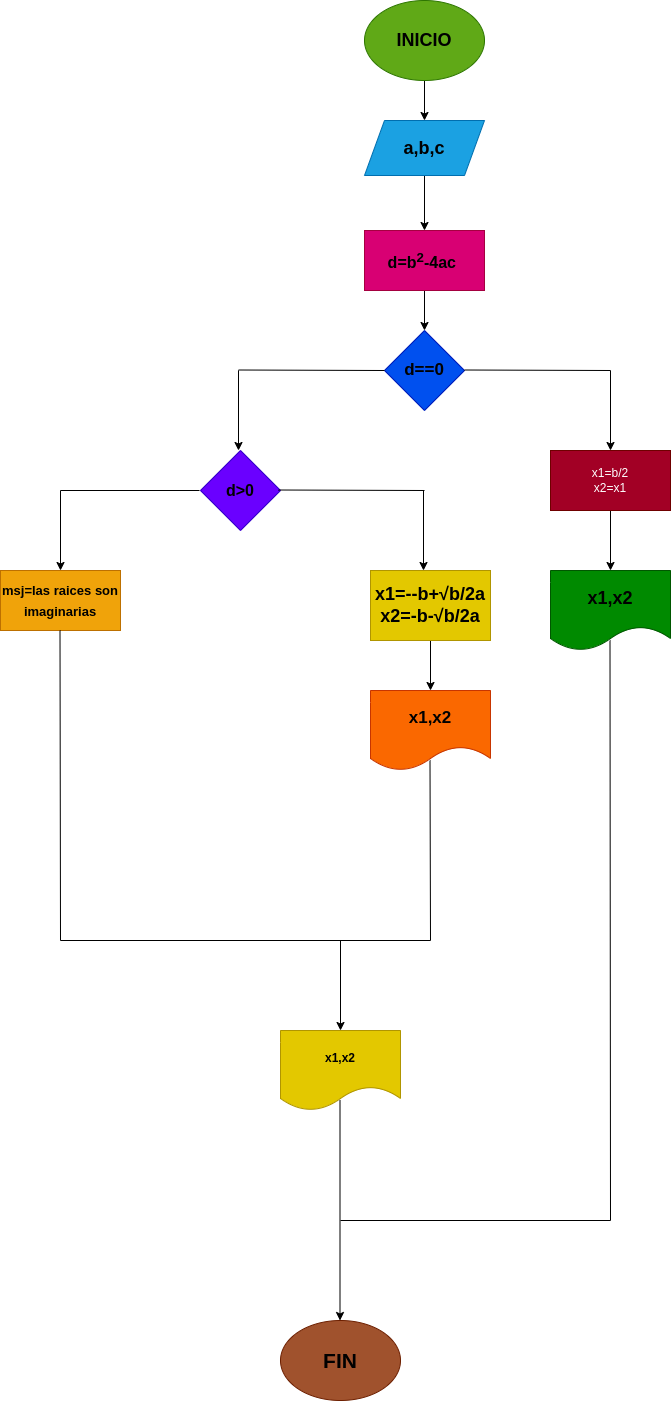 INICIO
a,b,c
d=b²-4ac
d==0
d>0
x1=b/2
x2=x1
msj=las raices son
imaginarias
x1=--b+√b/2a
x2=-b-√b/2a
x1,x2
x1,x2
x1,x2
FIN